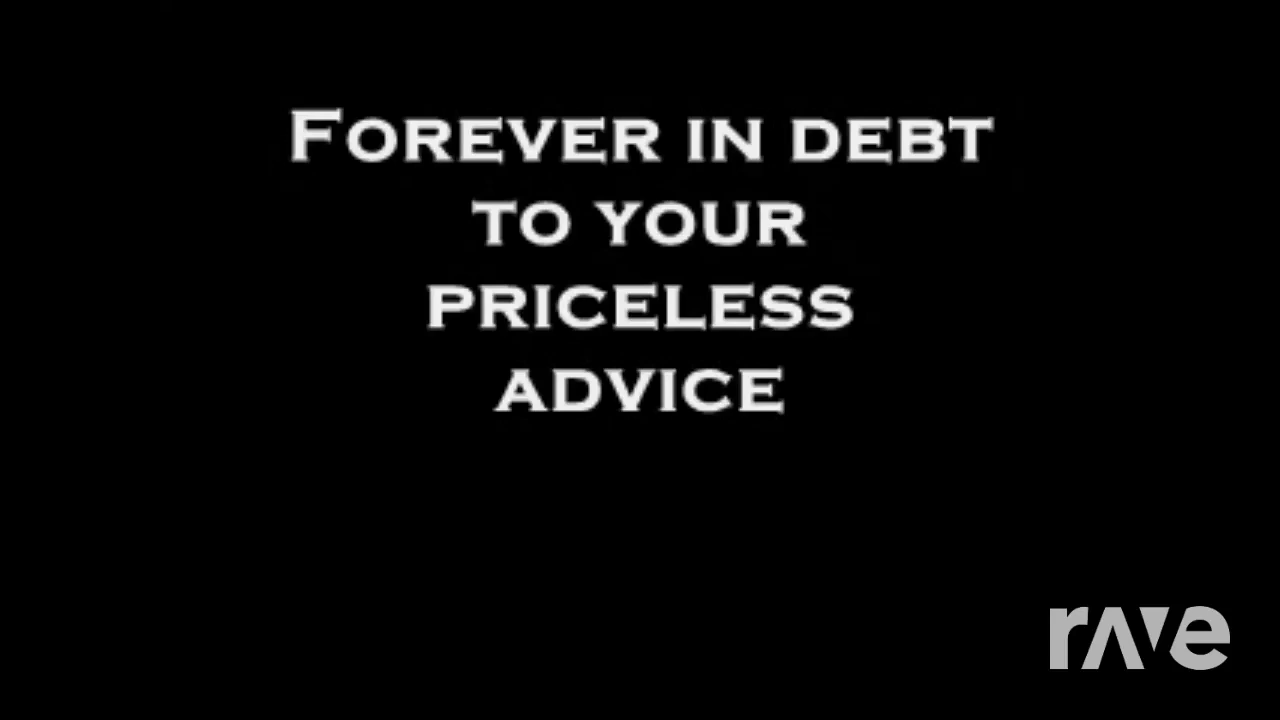 Forever in debt
to your
priceless
advice
rave